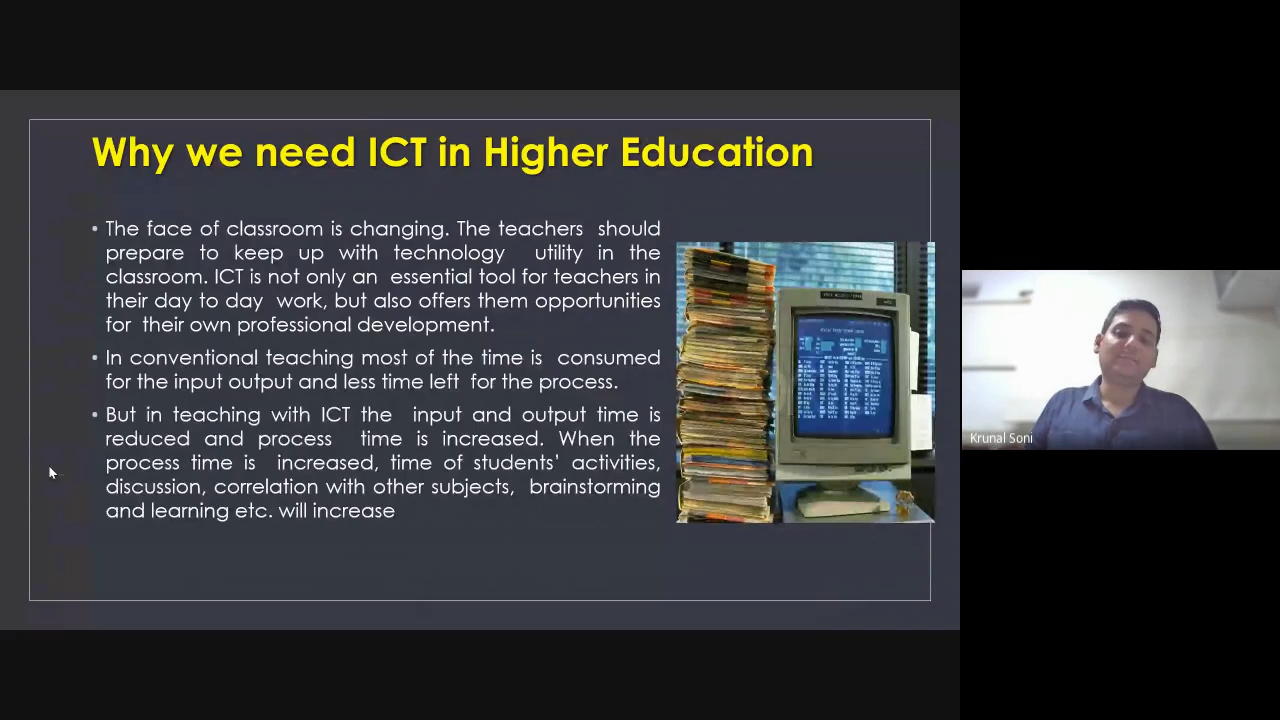 Why we need ICT in Higher Education
• The face of classroom is changing. The teachers should
prepare to keep up with technology utility in the
classroom. ICT is not only an essential tool for teachers in
their day to day work, but also offers them opportunities
for their own professional development.
• In conventional teaching most of the time is consumed
for the input output and less time left for the process.
• But in teaching with ICT the input and output time is
reduced and process time is increased. When the
process time is increased, time of students’ activities,
discussion, correlation with other subjects, brainstorming
and learning etc. will increase
Krunal Soni